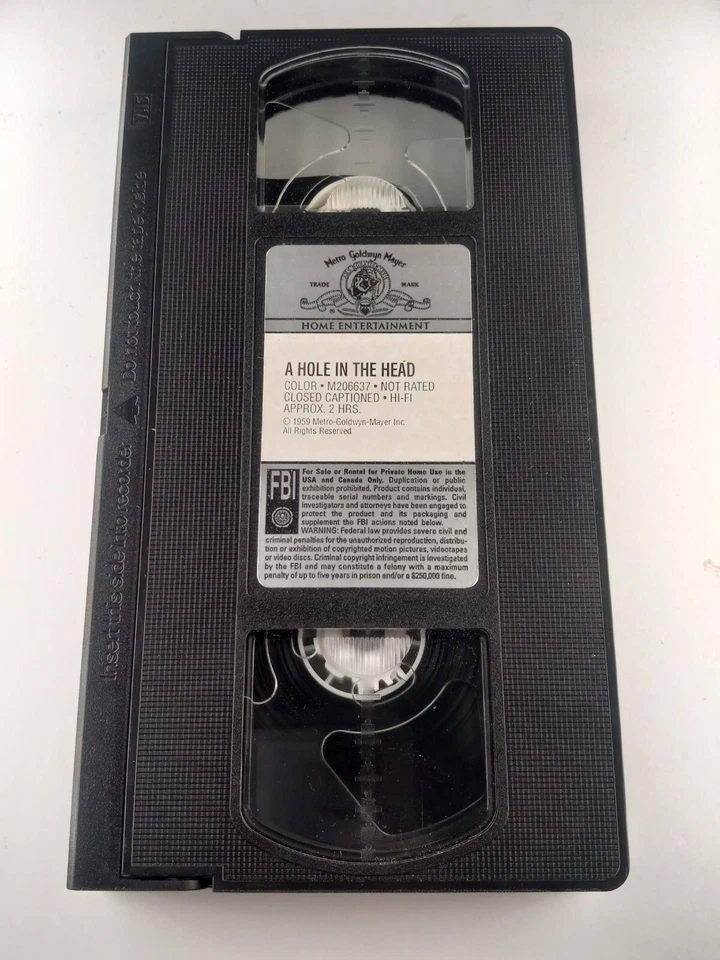 VHS
Do not touch the tape inside
Insert this side into recorder
Metro Goldwyn Mayer
TRADE MARK
HOME ENTERTAINMENT
A HOLE IN THE HEAD
COLOR • M206637 • NOT RATED
CLOSED CAPTIONED • HI-FI
APPROX. 2 HRS.
© 1959 Metro-Goldwyn-Mayer Inc.
All Rights Reserved
FBI
For Sale or Rental for Private Home Use in the
USA and Canada Only. Duplication or public
exhibition prohibited. Product contains individual,
traceable serial numbers and markings. Civil
investigators and attorneys have been engaged to
protect the product and its packaging and
supplement the FBI actions noted below.
WARNING: Federal law provides severe civil and
criminal penalties for the unauthorized reproduction, distribu-
tion or exhibition of copyrighted motion pictures, videotapes
or video discs. Criminal copyright infringement is investigated
by the FBI and may constitute a felony with a maximum
penalty of up to five years in prison and/or a $250,000 fine.